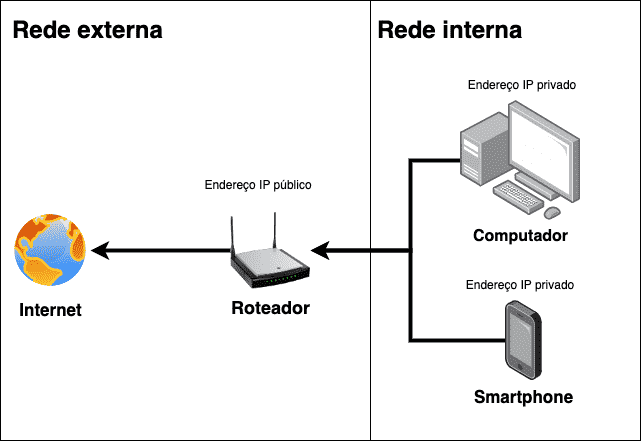 Rede externa
Rede interna
Endereço IP privado
Endereço IP público
Computador
Endereço IP privado
Internet
Roteador
Smartphone